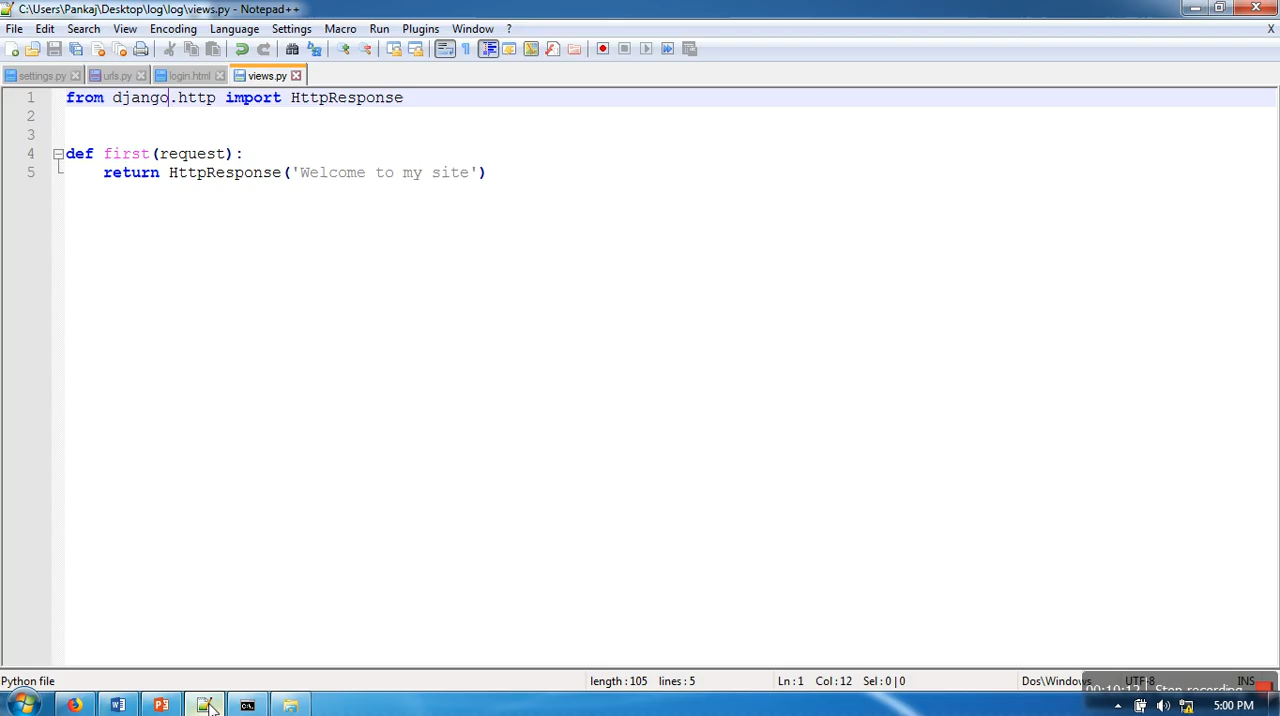 C:\Users\Pankaj\Desktop\log\log\views.py - Notepad++
File Edit Search View Encoding Language Settings Macro Run Plugins Window ? X
settings.py urls.py login.html views.py
1 from django.http import HttpResponse
2
3
4 def first(request):
5 return HttpResponse('Welcome to my site')
Python file length : 105 lines : 5 Ln : 1 Col : 12 Sel : 0 | 0 Dos\Windows UTF-8 INS
Stop recording
5:00 PM